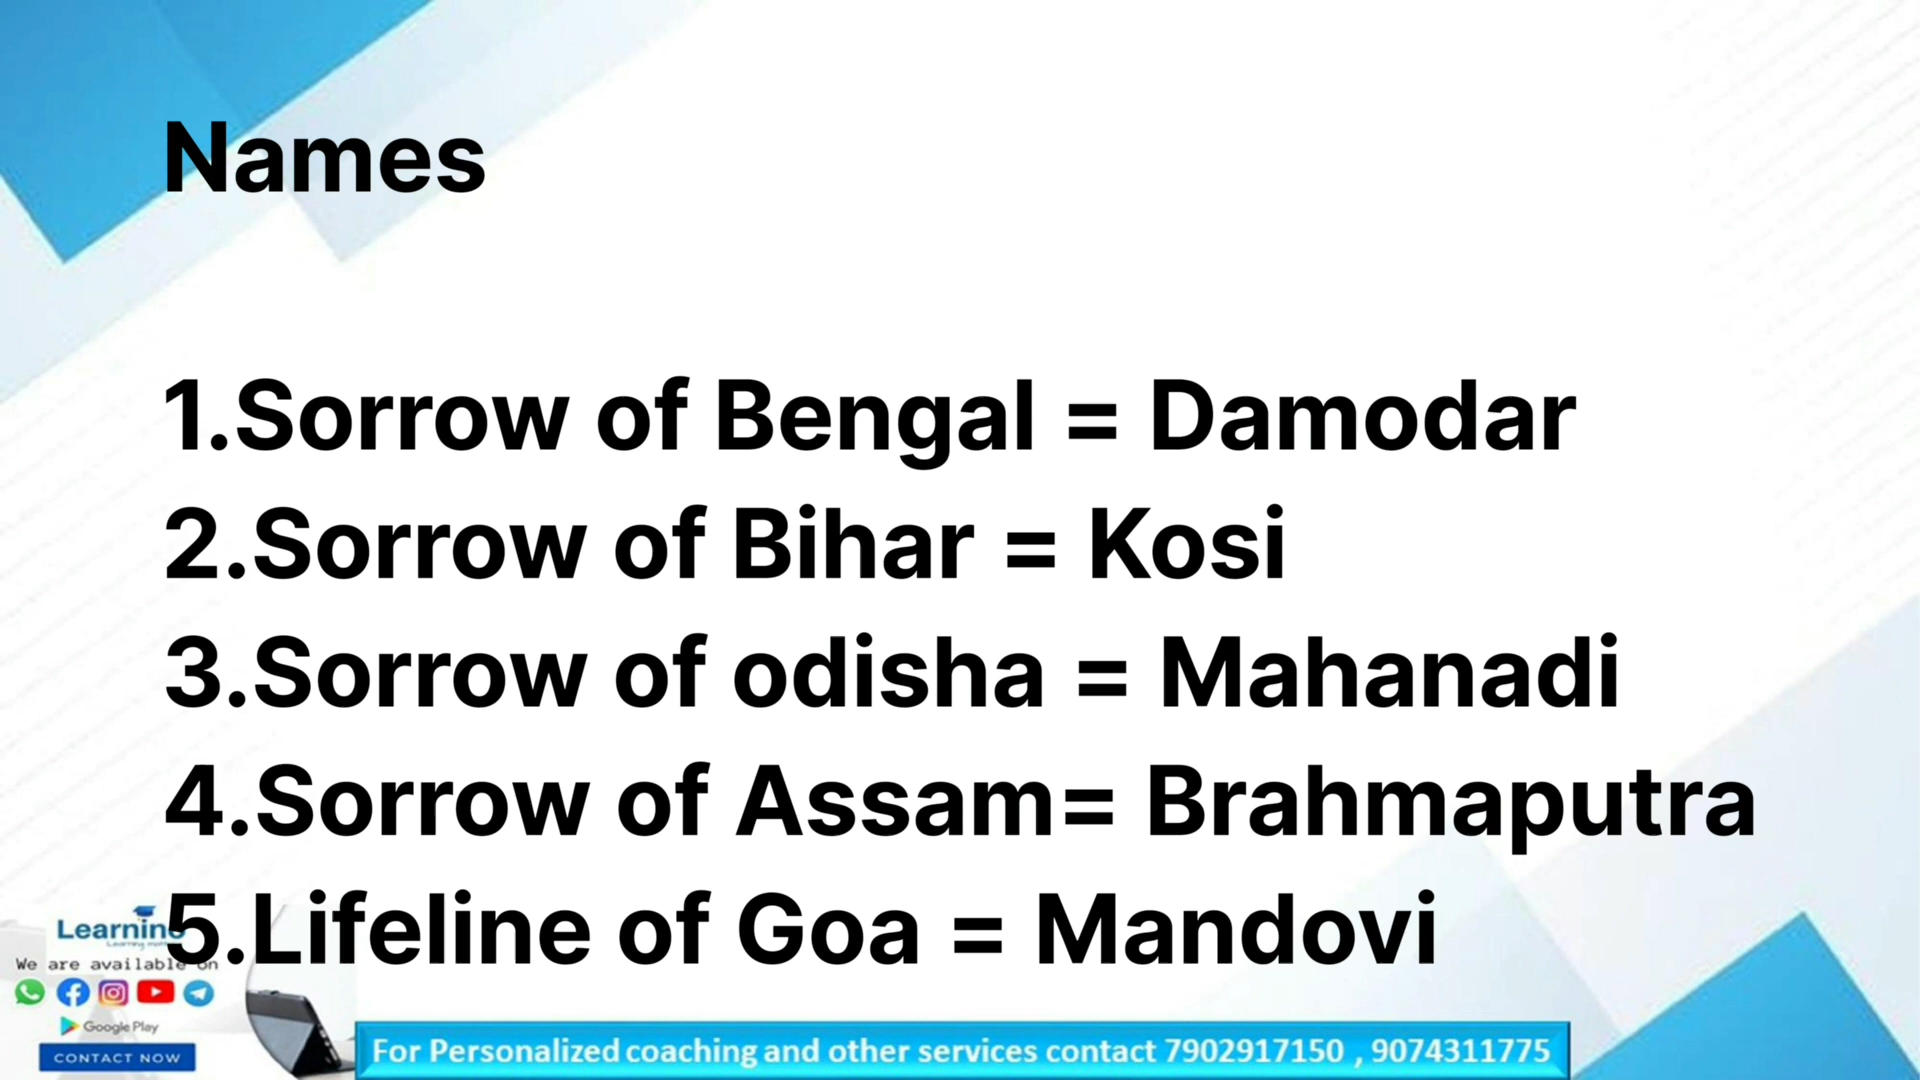 Names
1.Sorrow of Bengal = Damodar
2.Sorrow of Bihar = Kosi
3.Sorrow of odisha = Mahanadi
4.Sorrow of Assam= Brahmaputra
5.Lifeline of Goa = Mandovi
Learning
We are available on
Google Play
CONTACT NOW
For Personalized coaching and other services contact 7902917150 , 9074311775